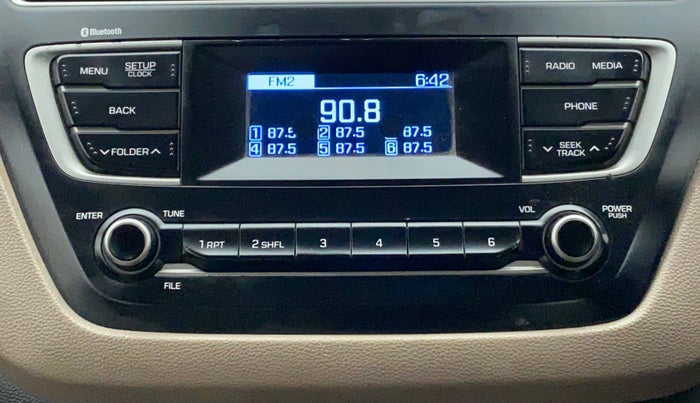 Bluetooth
MENU
SETUP
CLOCK
BACK
FOLDER
FM2
6:42
90.8
1 87.5 2 87.5 87.5
4 87.5 5 87.5 6 87.5
RADIO
MEDIA
PHONE
SEEK
TRACK
ENTER
TUNE
FILE
1 RPT
2 SHFL
3
4
5
6
VOL
POWER
PUSH